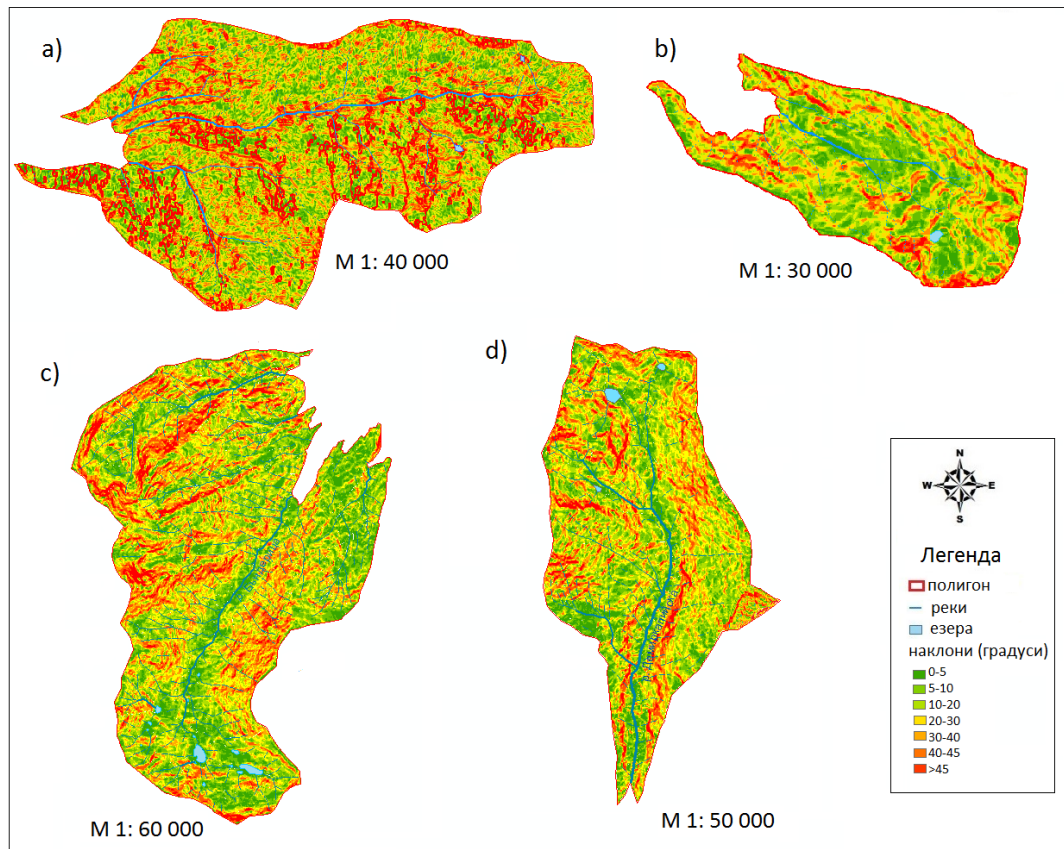 a)
b)
М 1: 40 000
М 1: 30 000
c)
d)
N
W
E
S
Легенда
полигон
реки
езера
наклони (градуси)
0-5
5-10
10-20
20-30
30-40
40-45
>45
М 1: 60 000
М 1: 50 000